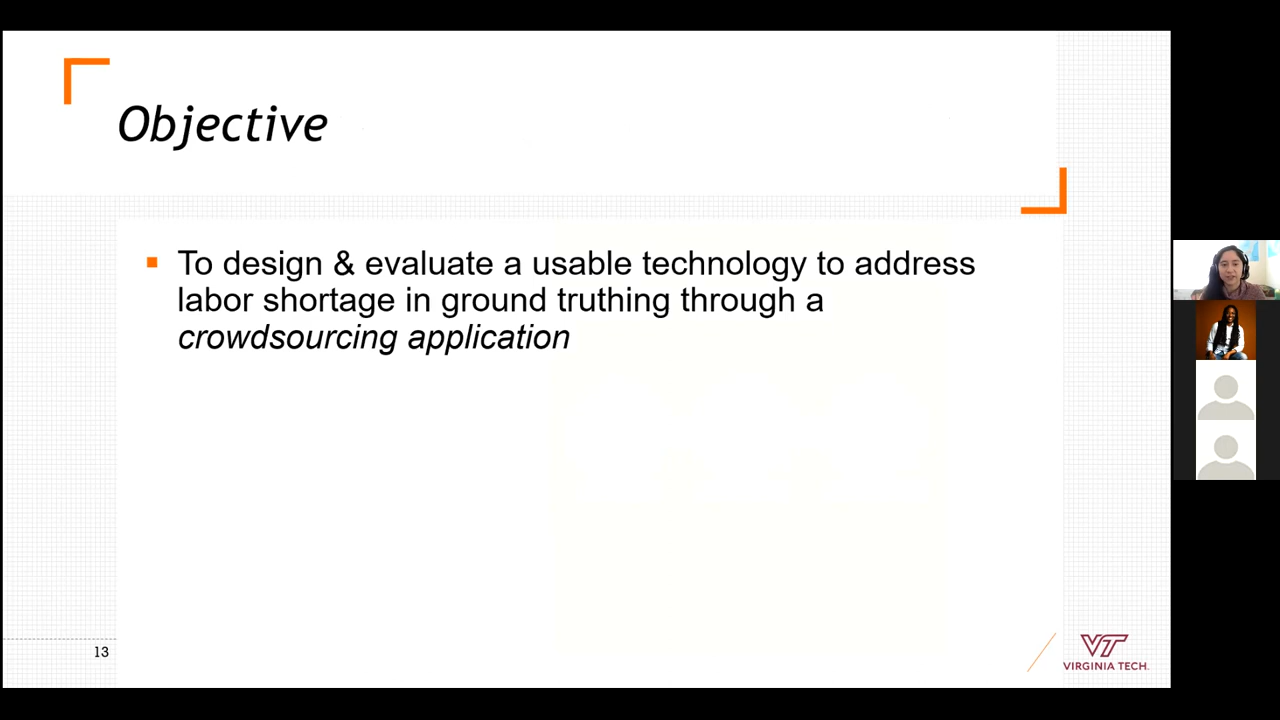 Objective
▪ To design & evaluate a usable technology to address
labor shortage in ground truthing through a
crowdsourcing application
13
VT
VIRGINIA TECH.